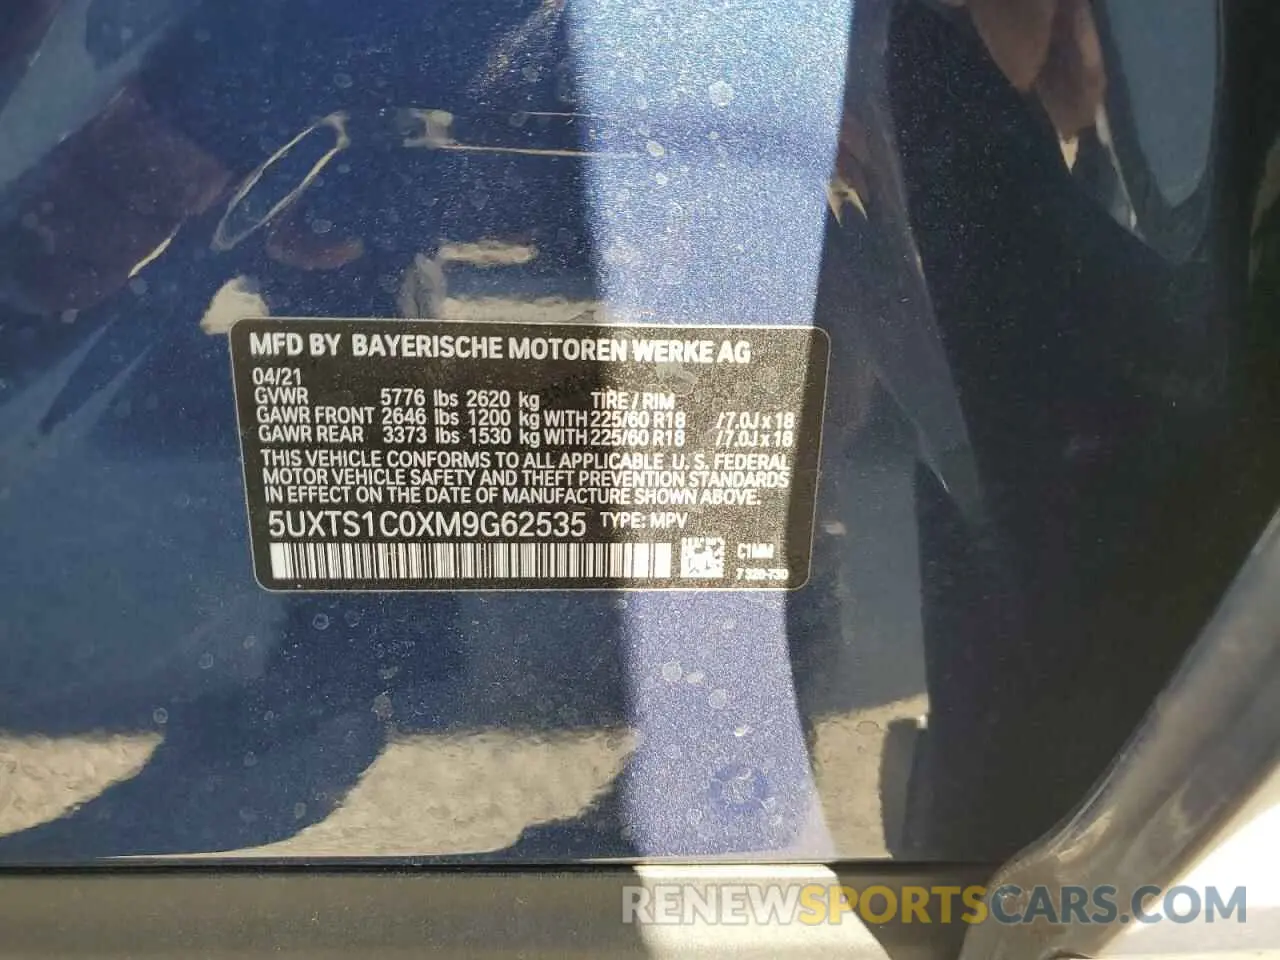 MFD BY BAYERISCHE MOTOREN WERKE AG
04/21
GVWR 5776 lbs 2620 kg TIRE / RIM
GAWR FRONT 2646 lbs 1200 kg WITH 225/60 R18 /7.0J x 18
GAWR REAR 3373 lbs 1530 kg WITH 225/60 R18 /7.0J x 18
THIS VEHICLE CONFORMS TO ALL APPLICABLE U. S. FEDERAL
MOTOR VEHICLE SAFETY AND THEFT PREVENTION STANDARDS
IN EFFECT ON THE DATE OF MANUFACTURE SHOWN ABOVE.
5UXTS1C0XM9G62535 TYPE: MPV
C1MM
RENEWSPORTSCARS.COM